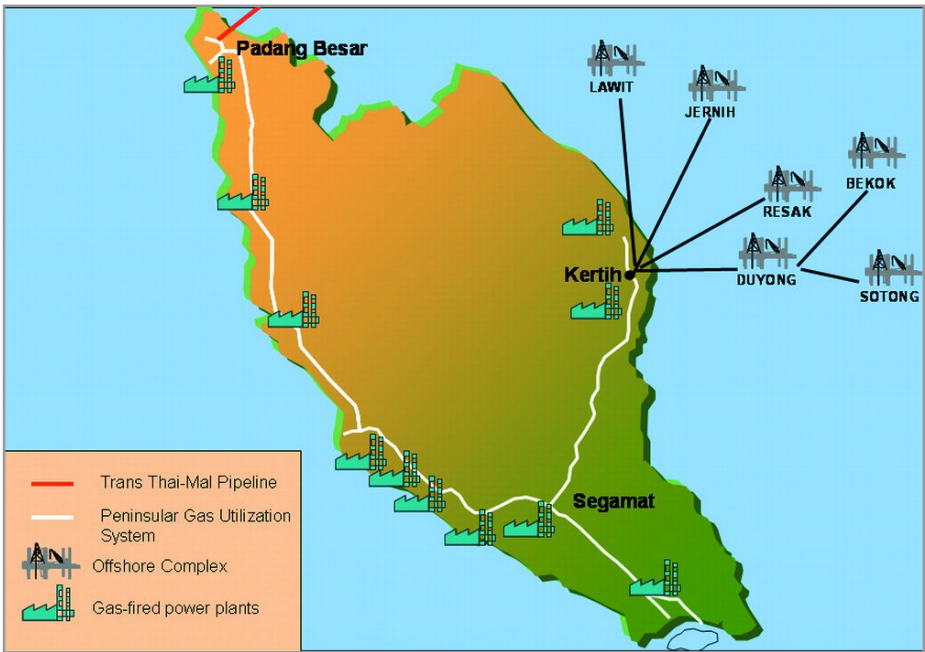 Padang Besar
LAWIT
JERNIH
BEKOK
RESAK
Kertih
DUYONG
SOTONG
Segamat
Trans Thai-Mal Pipeline
Peninsular Gas Utilization
System
Offshore Complex
Gas-fired power plants